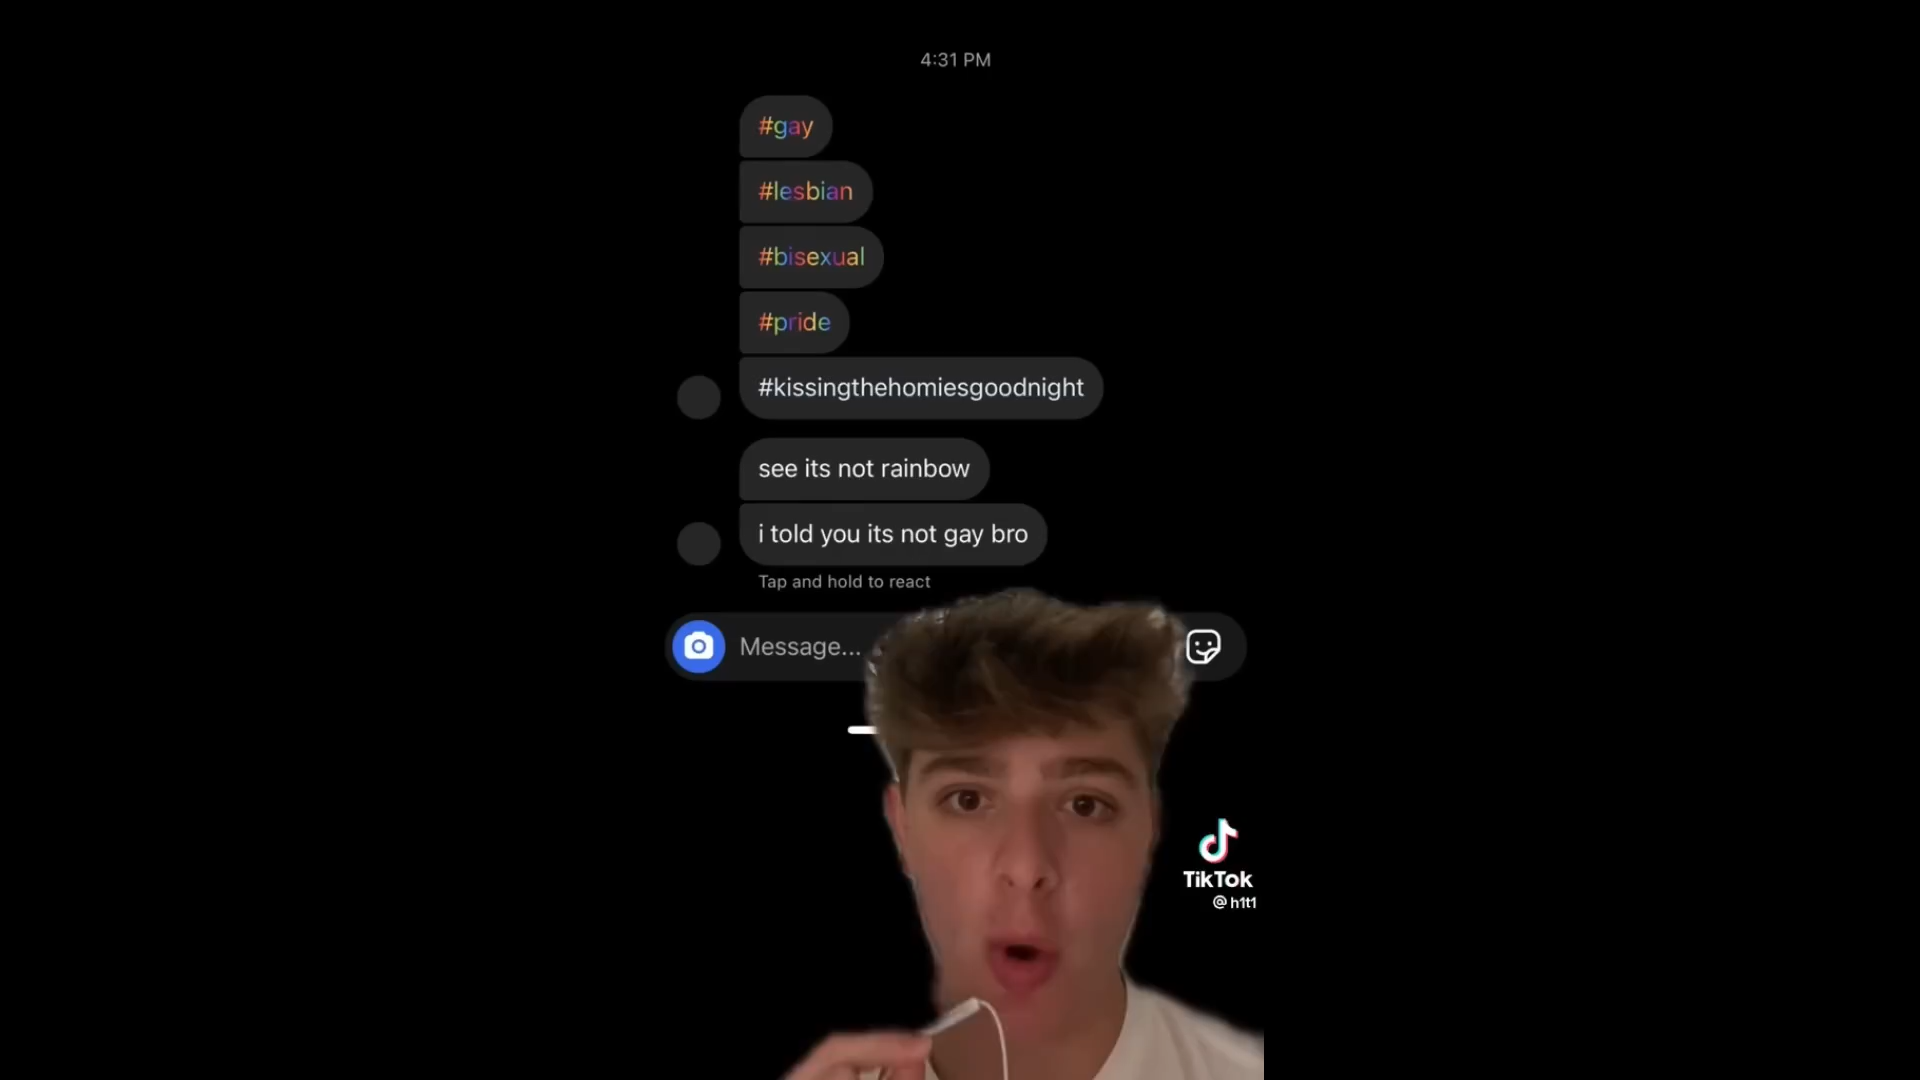 4:31 PM
#gay
#lesbian
#bisexual
#pride
#kissingthehomiesgoodnight
see its not rainbow
i told you its not gay bro
Tap and hold to react
Message...
TikTok
@h1t1